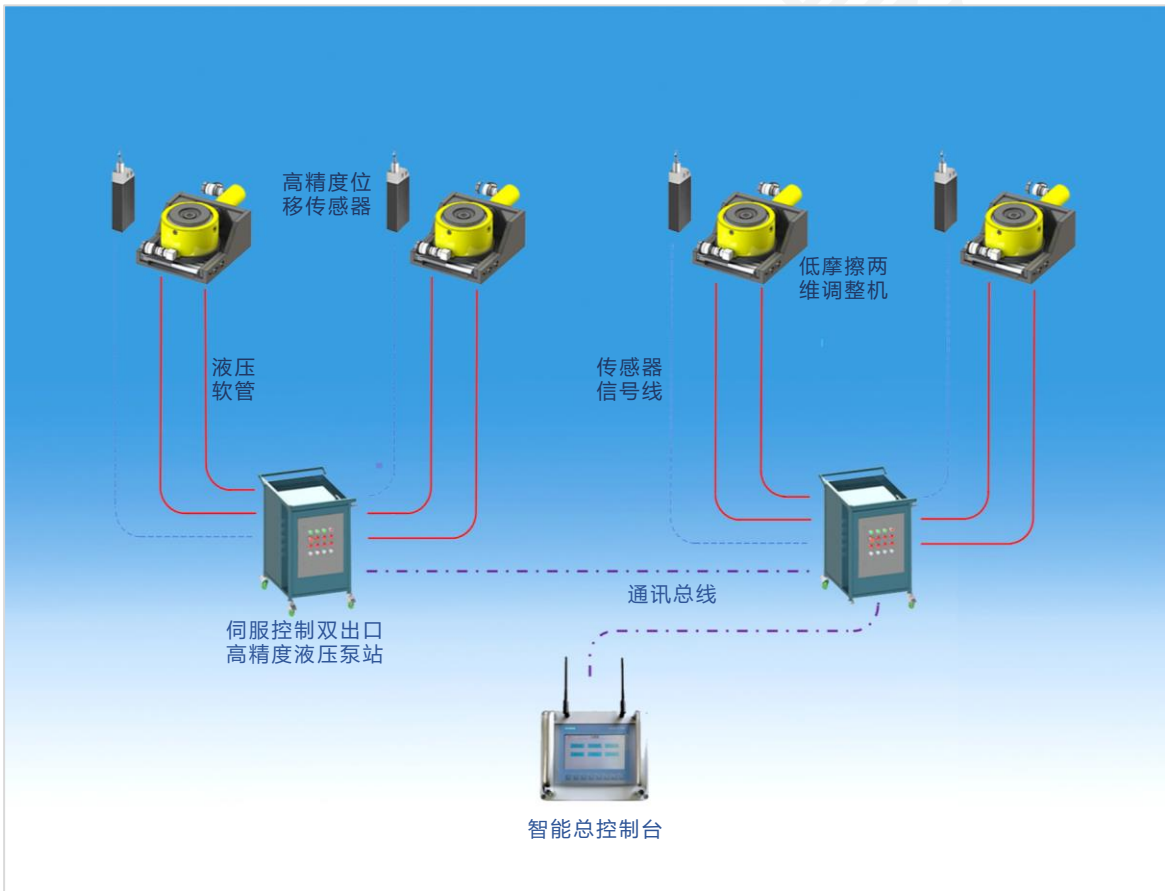 高精度位
移传感器
低摩擦两
维调整机
液压
软管
传感器
信号线
通讯总线
伺服控制双出口
高精度液压泵站
智能总控制台